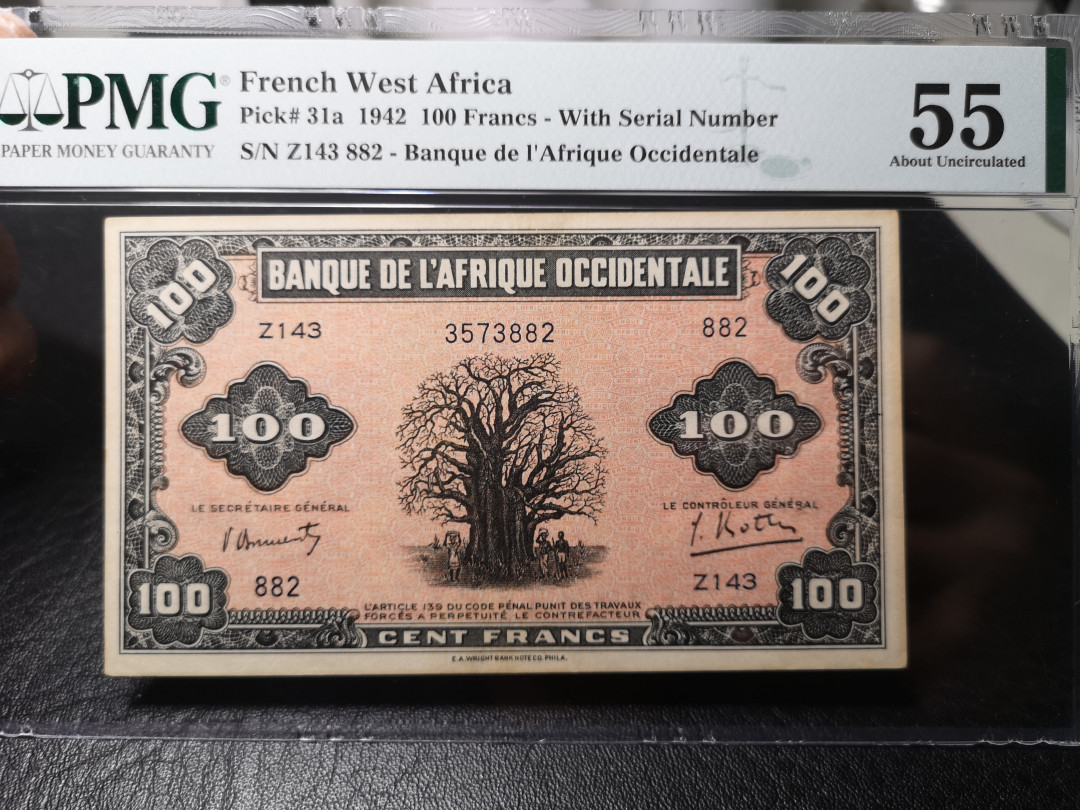 PMG®
PAPER MONEY GUARANTY
French West Africa
Pick# 31a 1942 100 Francs - With Serial Number
S/N Z143 882 - Banque de l'Afrique Occidentale
55
About Uncirculated
100
BANQUE DE L'AFRIQUE OCCIDENTALE
100
Z143
3573882
882
100
100
LE SECRÉTAIRE GÉNÉRAL
LE CONTRÔLEUR GÉNÉRAL
882
Z143
100
100
L'ARTICLE 139 DU CODE PÉNAL PUNIT DES TRAVAUX
FORCÉS A PERPETUITÉ LE CONTREFACTEUR
CENT FRANCS
E.A. WRIGHT BANK NOTE CO. PHILA.